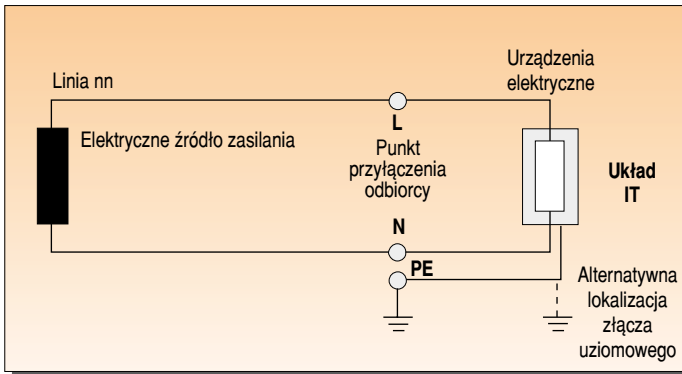 Urządzenia
elektryczne
Linia nn
L
Elektryczne źródło zasilania
Punkt
przyłączenia
odbiorcy
Układ
IT
N
PE
Alternatywna
lokalizacja
złącza
uziomowego